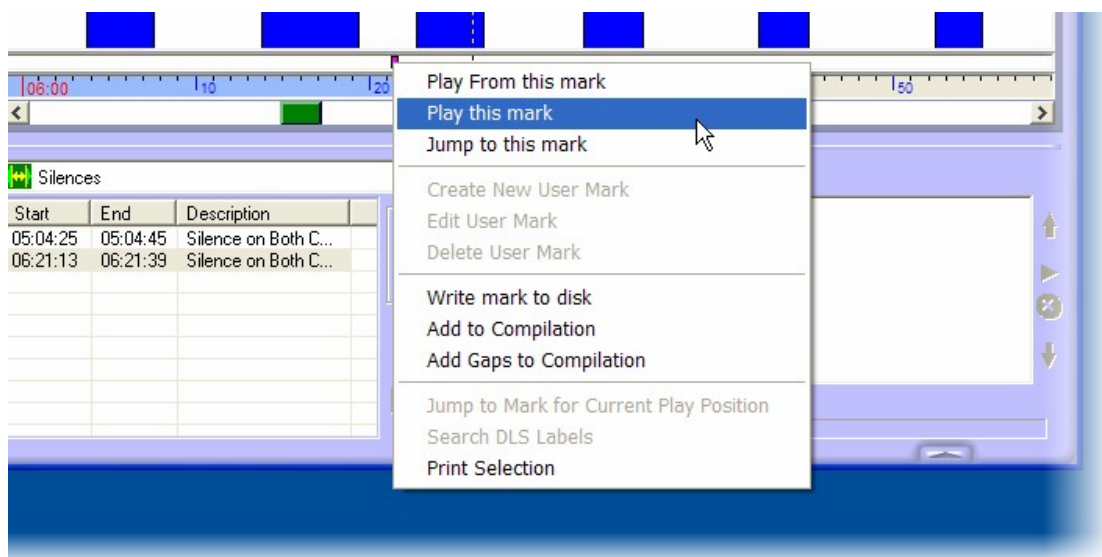 06:00 10 20 50
Play From this mark
Play this mark
Jump to this mark
Create New User Mark
Edit User Mark
Delete User Mark
Write mark to disk
Add to Compilation
Add Gaps to Compilation
Jump to Mark for Current Play Position
Search DLS Labels
Print Selection
Silences
Start End Description
05:04:25 05:04:45 Silence on Both C...
06:21:13 06:21:39 Silence on Both C...